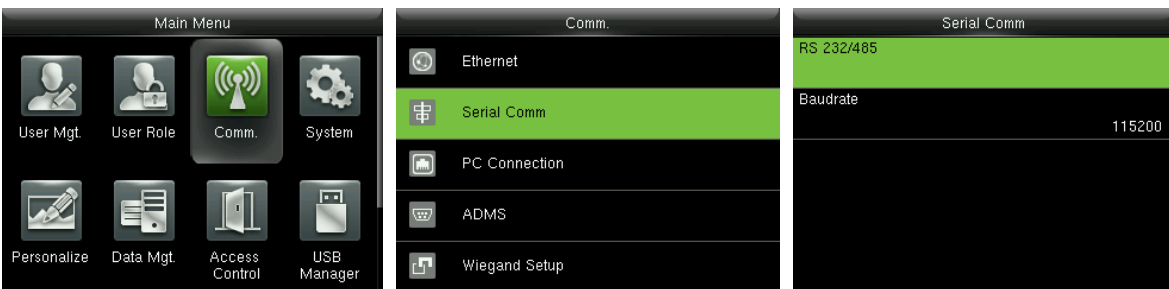 Main Menu
User Mgt.
User Role
Comm.
System
Personalize
Data Mgt.
Access
Control
USB
Manager
Comm.
Ethernet
Serial Comm
PC Connection
ADMS
Wiegand Setup
Serial Comm
RS 232/485
Baudrate
115200